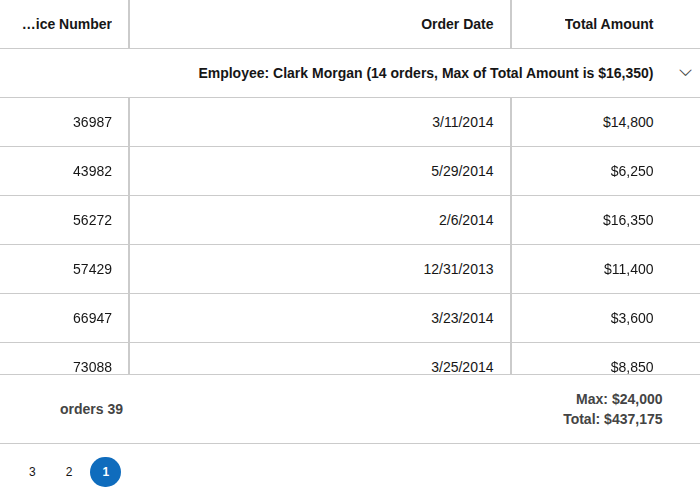 …ice Number Order Date Total Amount
Employee: Clark Morgan (14 orders, Max of Total Amount is $16,350)
36987 3/11/2014 $14,800
43982 5/29/2014 $6,250
56272 2/6/2014 $16,350
57429 12/31/2013 $11,400
66947 3/23/2014 $3,600
73088 3/25/2014 $8,850
orders 39
Max: $24,000
Total: $437,175
3 2 1